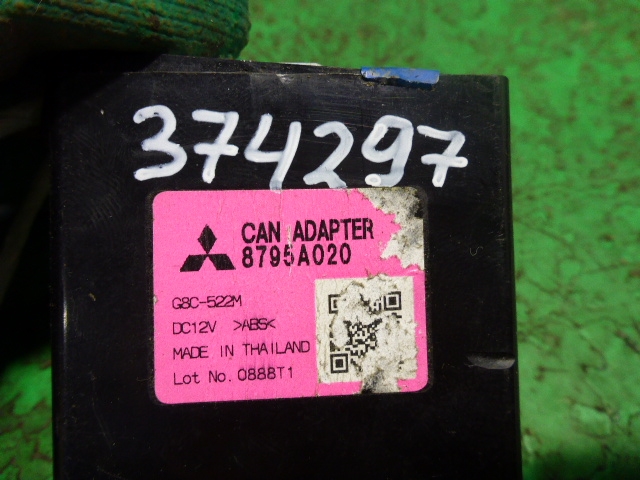 374297
CAN ADAPTER
8795A020
G8C-522M
DC12V >ABS<
MADE IN THAILAND
Lot No. 0888T1